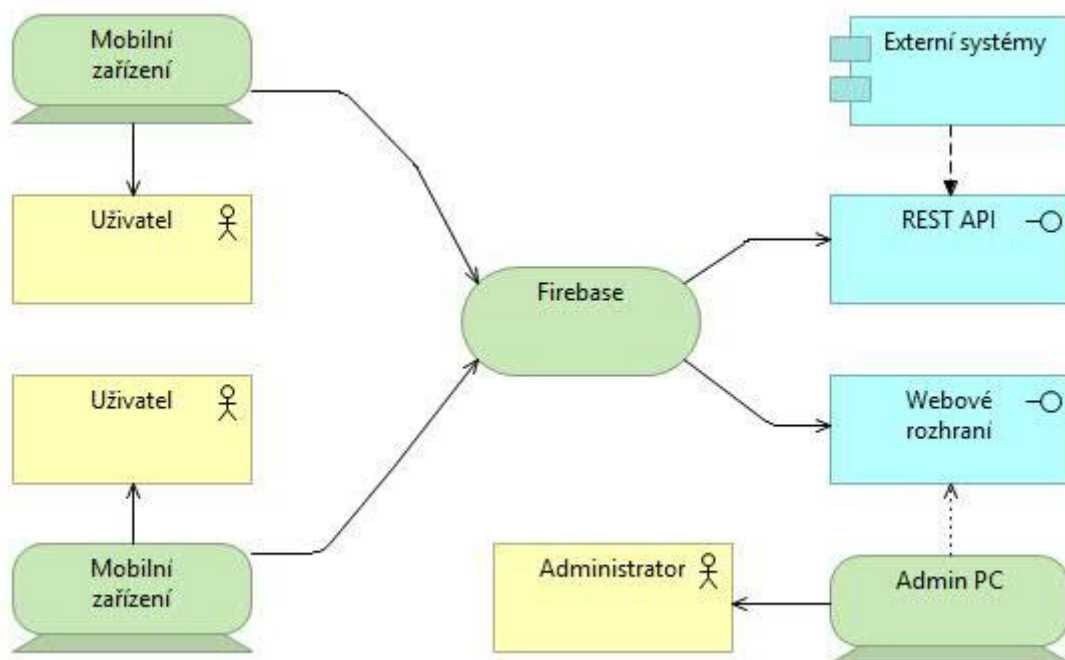 Mobilní
zařízení
Externí systémy
Uživatel
REST API
Firebase
Uživatel
Webové
rozhraní
Mobilní
zařízení
Administrator
Admin PC